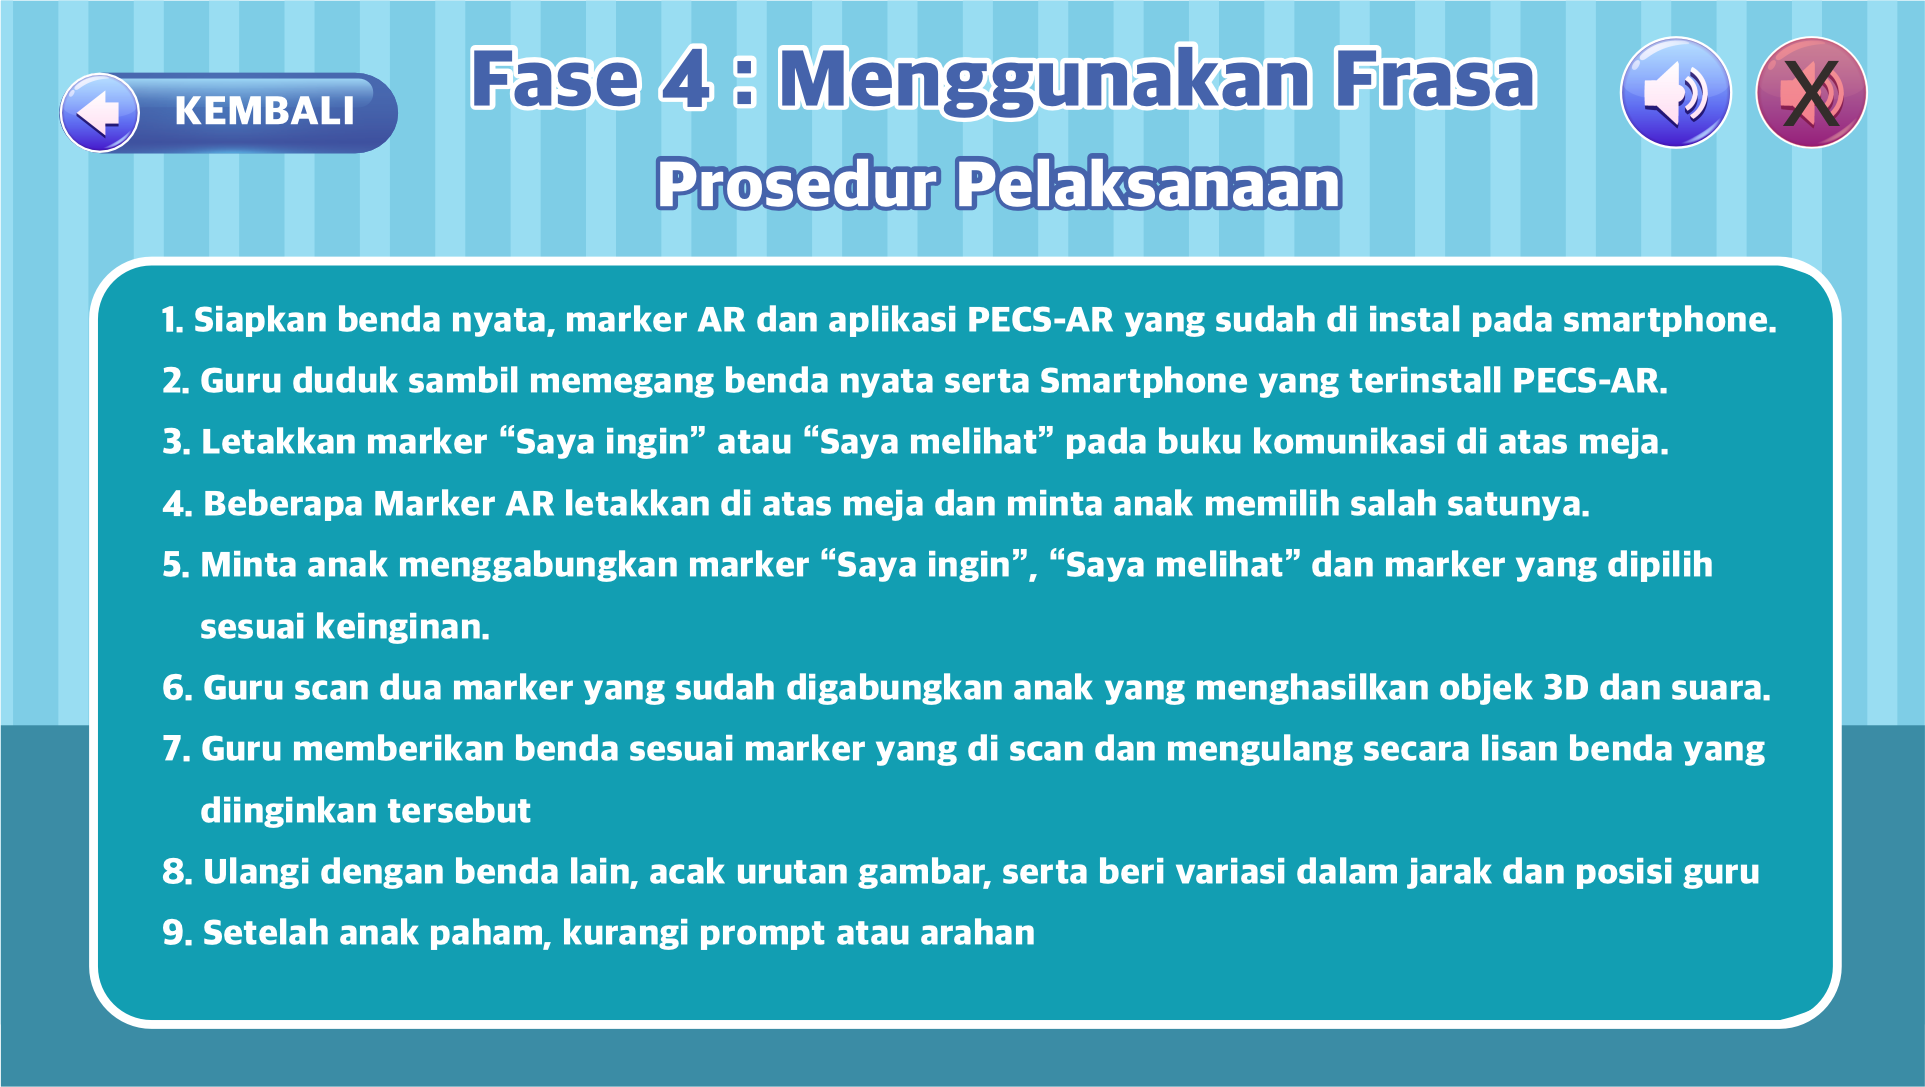 KEMBALI
Fase 4 : Menggunakan Frasa
X
Prosedur Pelaksanaan
1. Siapkan benda nyata, marker AR dan aplikasi PECS-AR yang sudah di instal pada smartphone.
2. Guru duduk sambil memegang benda nyata serta Smartphone yang terinstall PECS-AR.
3. Letakkan marker “Saya ingin” atau “Saya melihat” pada buku komunikasi di atas meja.
4. Beberapa Marker AR letakkan di atas meja dan minta anak memilih salah satunya.
5. Minta anak menggabungkan marker “Saya ingin”, “Saya melihat” dan marker yang dipilih
sesuai keinginan.
6. Guru scan dua marker yang sudah digabungkan anak yang menghasilkan objek 3D dan suara.
7. Guru memberikan benda sesuai marker yang di scan dan mengulang secara lisan benda yang
diinginkan tersebut
8. Ulangi dengan benda lain, acak urutan gambar, serta beri variasi dalam jarak dan posisi guru
9. Setelah anak paham, kurangi prompt atau arahan